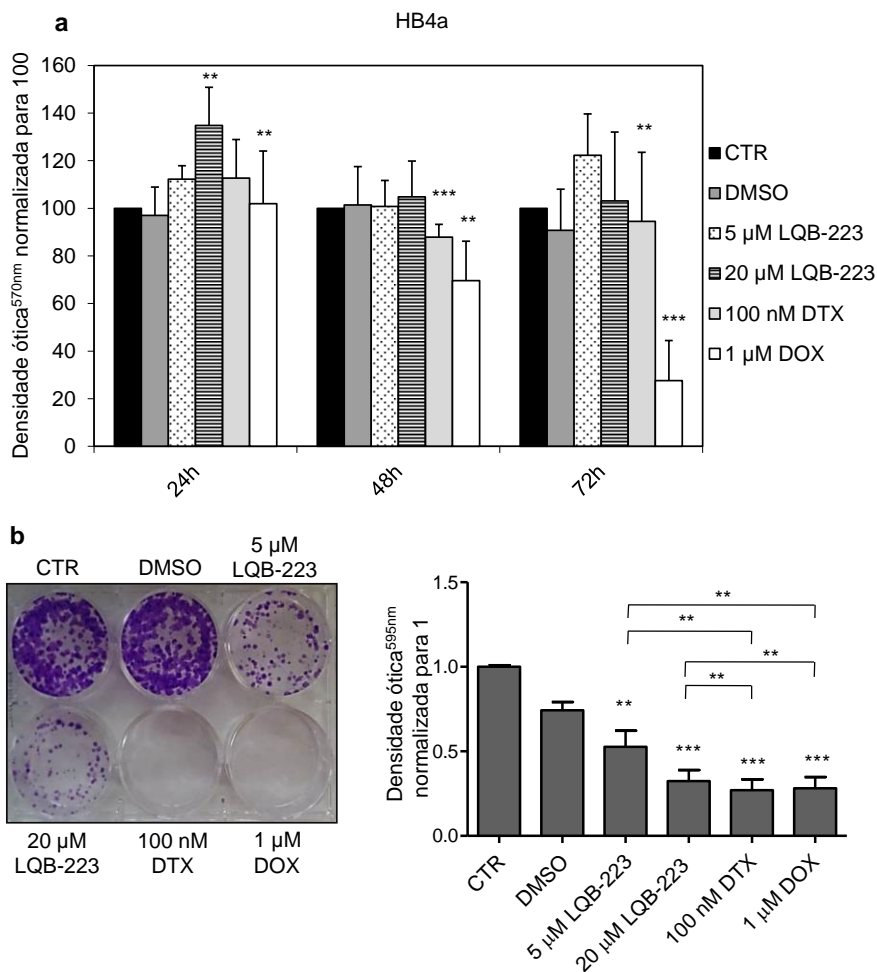 a
HB4a
Densidade ótica570nm normalizada para 100
160
140
120
100
80
60
40
20
0
**
**
***
**
**
***
24h
48h
72h
CTR
DMSO
5 µM LQB-223
20 µM LQB-223
100 nM DTX
1 µM DOX
b
CTR
DMSO
5 µM
LQB-223
20 µM
LQB-223
100 nM
DTX
1 µM
DOX
Densidade ótica595nm
normalizada para 1
1.5
1.0
0.5
0.0
**
**
**
**
**
***
***
***
CTR
DMSO
5 µM LQB-223
20 µM LQB-223
100 nM DTX
1 µM DOX